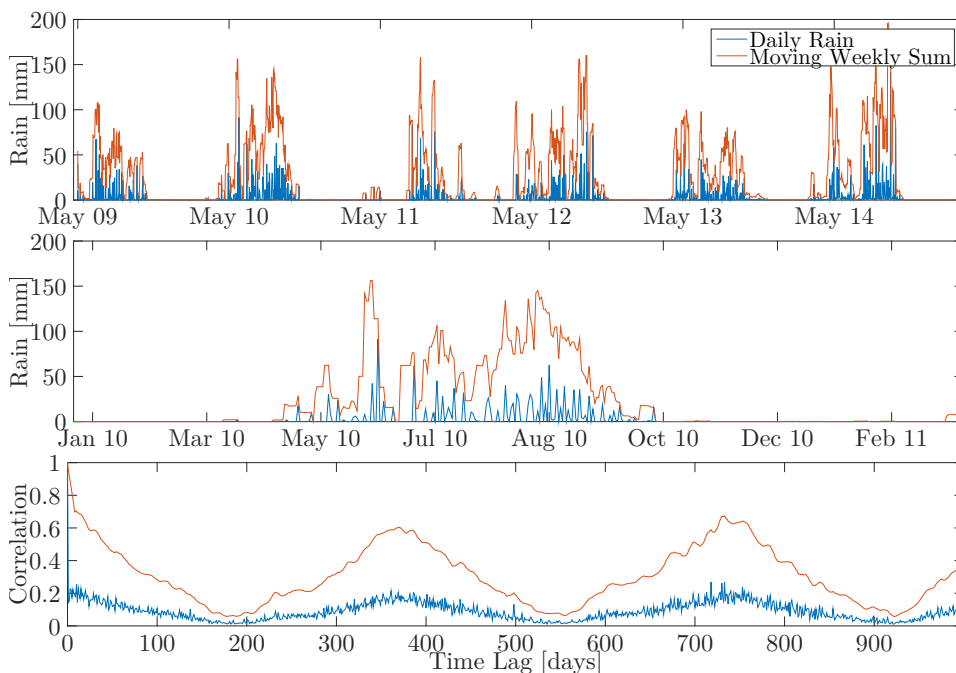 200
150
100
50
0
Rain [mm]
Daily Rain
Moving Weekly Sum
May 09 May 10 May 11 May 12 May 13 May 14
200
150
100
50
0
Rain [mm]
Jan 10 Mar 10 May 10 Jul 10 Aug 10 Oct 10 Dec 10 Feb 11
1
0.8
0.6
0.4
0.2
0
Correlation
0 100 200 300 400 500 600 700 800 900
Time Lag [days]